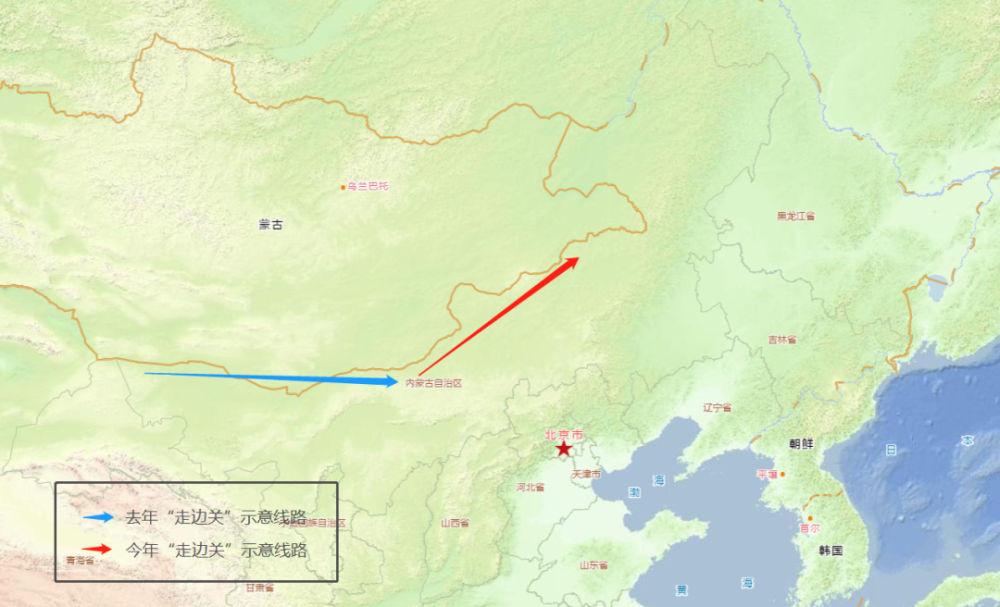 乌兰巴托
蒙古
黑龙江省
吉林省
内蒙古自治区
辽宁省
北京市
朝鲜
日 本
天津市
平壤
渤 海
河北省
去年“走边关”示意线路
族自治区
山西省
首尔
今年“走边关”示意线路
韩国
青海省
山东省
甘肃省
黄 海